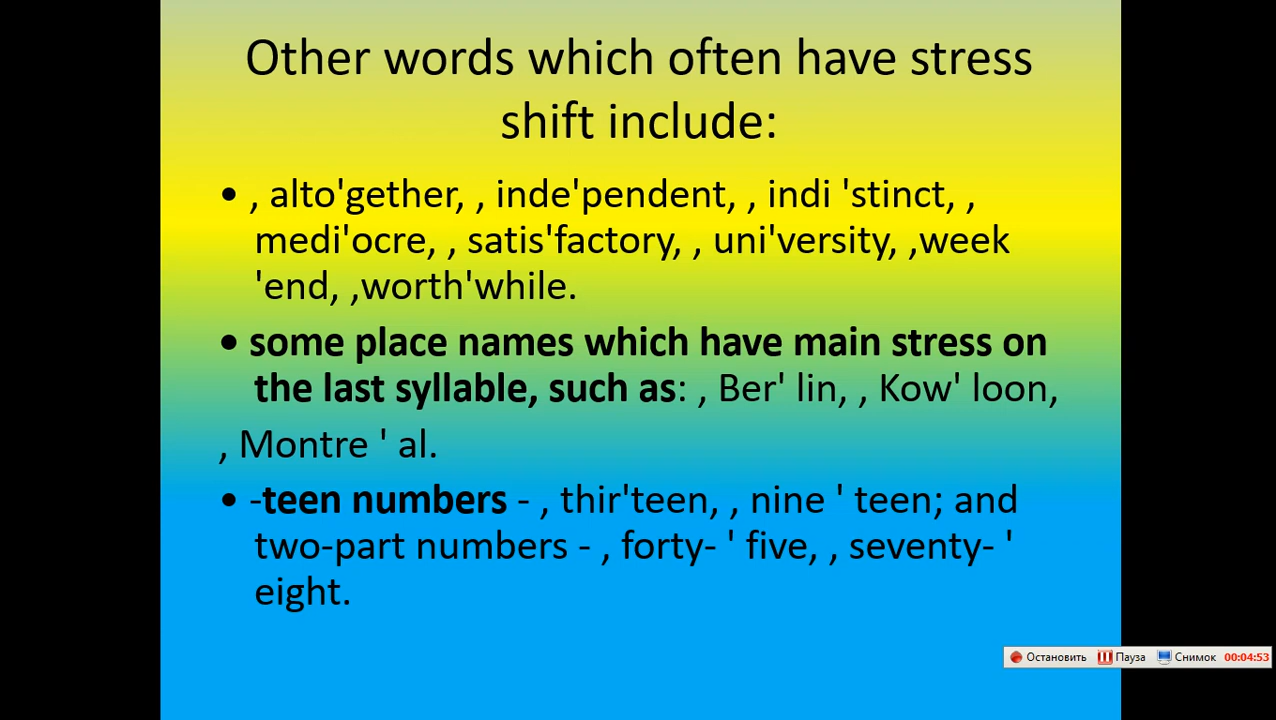 Other words which often have stress
shift include:
• , alto'gether, , inde'pendent, , indi 'stinct, ,
medi'ocre, , satis'factory, , uni'versity, ,week
'end, ,worth'while.
• some place names which have main stress on
the last syllable, such as: , Ber' lin, , Kow' loon,
, Montre ' al.
• -teen numbers - , thir'teen, , nine ' teen; and
two-part numbers - , forty- ' five, , seventy- '
eight.
Остановить Пауза Снимок 00:04:53